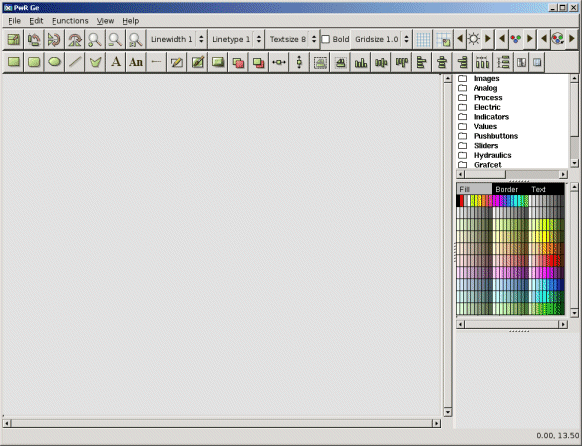 PwR Ge
File Edit Functions View Help
Linewidth 1 Linetype 1 Textsize 8 Bold Gridsize 1.0
A An
Images
Analog
Process
Electric
Indicators
Values
Pushbuttons
Sliders
Hydraulics
Grafcet
Fill Border Text
0.00, 13.50